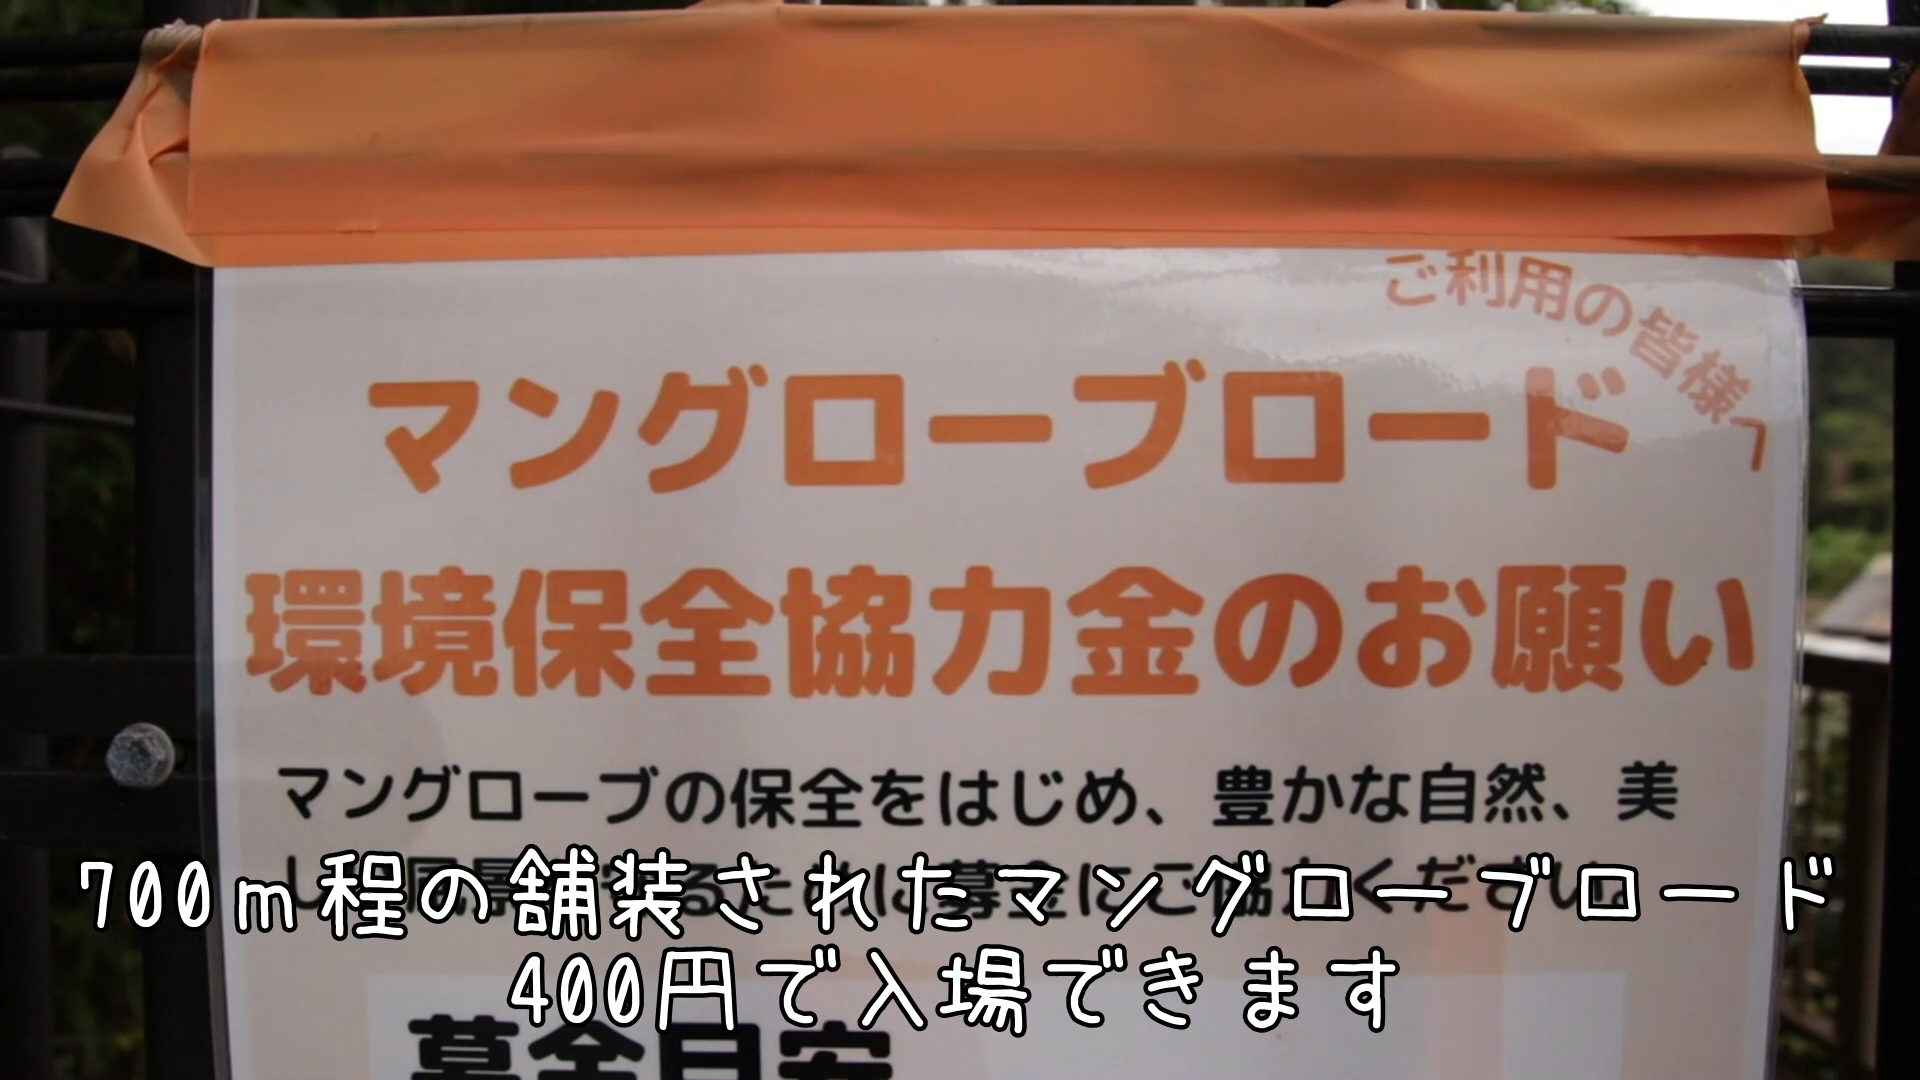 ご利用の皆様へ
マングローブロード
環境保全協力金のお願い
マングローブの保全をはじめ、豊かな自然、美
700m程の舗装されたマングローブロード
400円で入場できます
募金目安